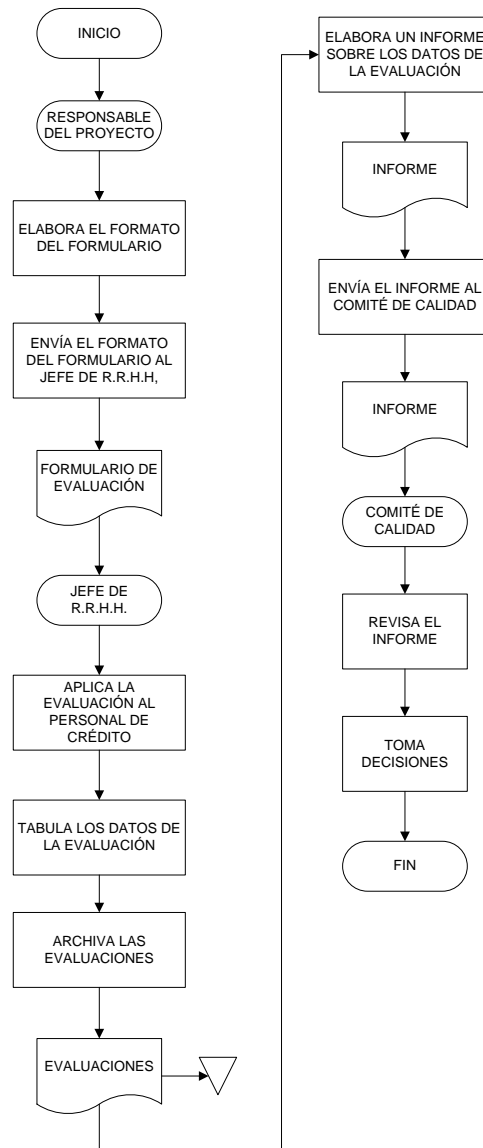 INICIO
RESPONSABLE
DEL PROYECTO
ELABORA EL FORMATO
DEL FORMULARIO
ENVÍA EL FORMATO
DEL FORMULARIO AL
JEFE DE R.R.H.H,
FORMULARIO DE
EVALUACIÓN
JEFE DE
R.R.H.H.
APLICA LA
EVALUACIÓN AL
PERSONAL DE
CRÉDITO
TABULA LOS DATOS DE
LA EVALUACIÓN
ARCHIVA LAS
EVALUACIONES
EVALUACIONES
ELABORA UN INFORME
SOBRE LOS DATOS DE
LA EVALUACIÓN
INFORME
ENVÍA EL INFORME AL
COMITÉ DE CALIDAD
INFORME
COMITÉ DE
CALIDAD
REVISA EL
INFORME
TOMA
DECISIONES
FIN